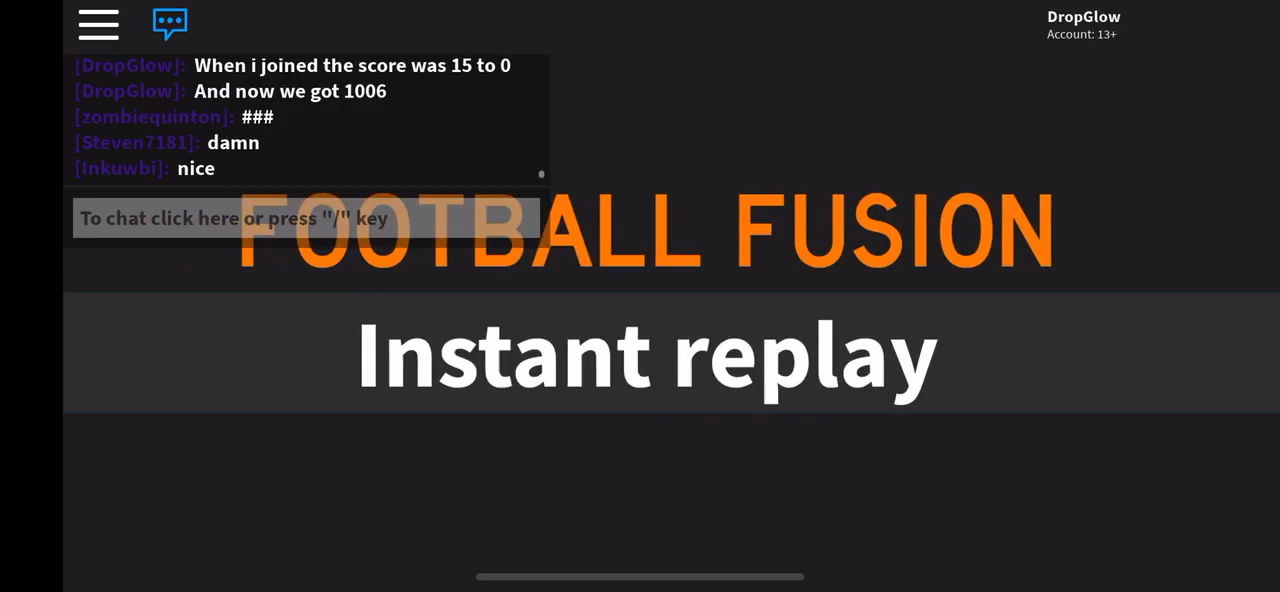 DropGlow
Account: 13+
[DropGlow]: When i joined the score was 15 to 0
[DropGlow]: And now we got 1006
[zombiequinton]: ###
[Steven7181]: damn
[Inkuwbi]: nice
To chat click here or press "/" key
FOOTBALL FUSION
Instant replay